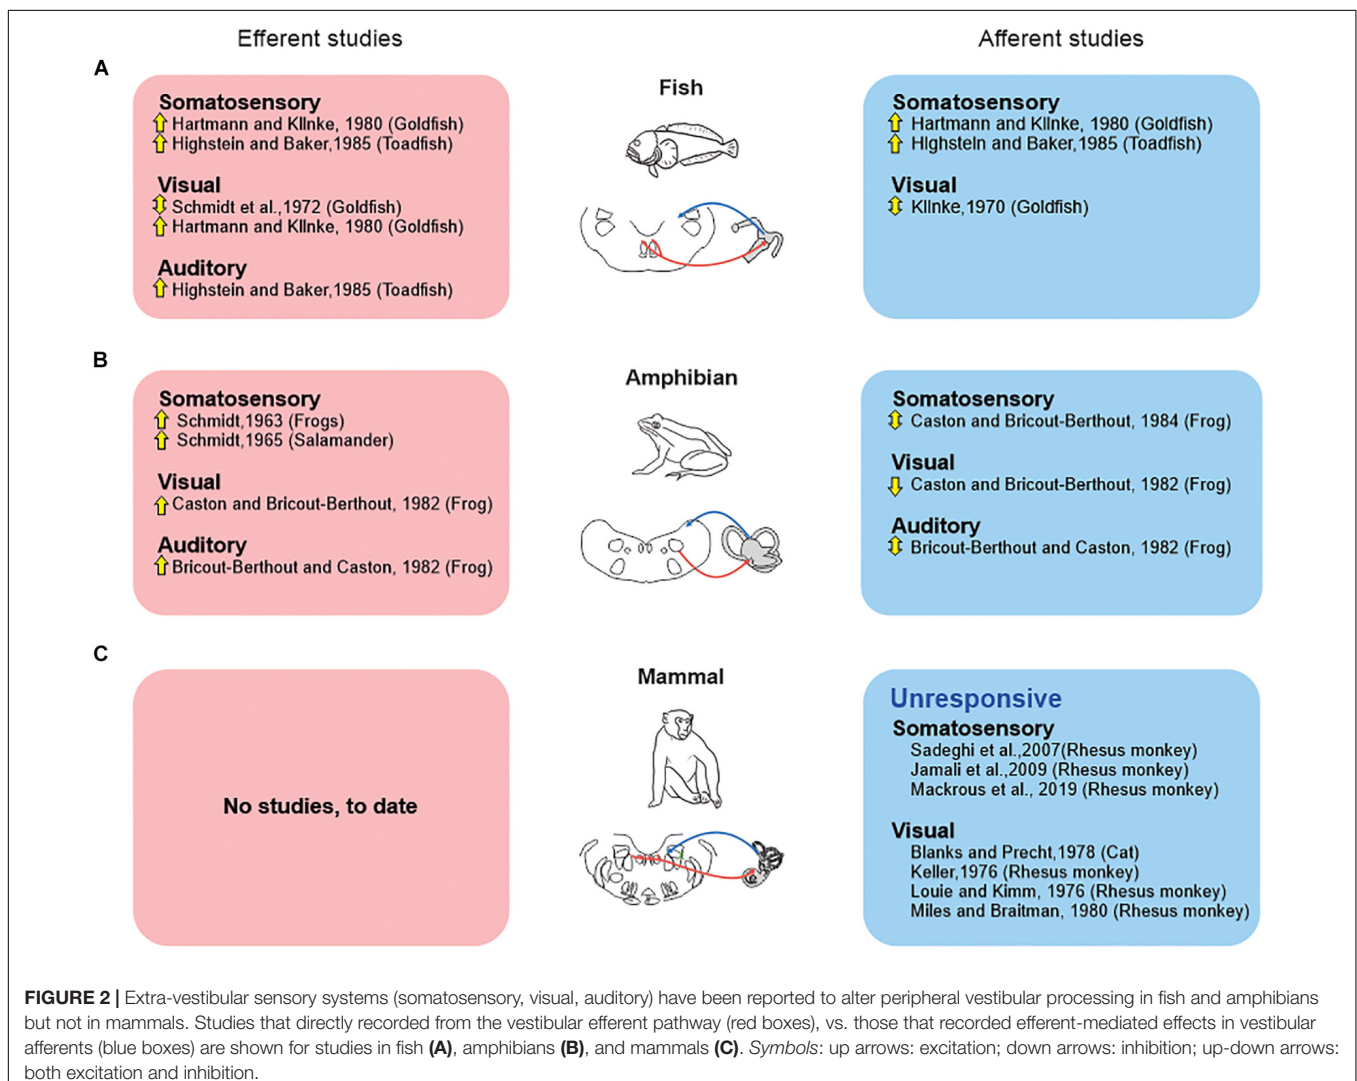 Efferent studies
Afferent studies
A
Somatosensory
Hartmann and Klinke, 1980 (Goldfish)
Highstein and Baker,1985 (Toadfish)
Visual
Schmidt et al.,1972 (Goldfish)
Hartmann and Klinke, 1980 (Goldfish)
Auditory
Highstein and Baker,1985 (Toadfish)
Fish
Somatosensory
Hartmann and Klinke, 1980 (Goldfish)
Highstein and Baker,1985 (Toadfish)
Visual
Klinke,1970 (Goldfish)
B
Somatosensory
Schmidt,1963 (Frogs)
Schmidt,1965 (Salamander)
Visual
Caston and Bricout-Berthout, 1982 (Frog)
Auditory
Bricout-Berthout and Caston, 1982 (Frog)
Amphibian
Somatosensory
Caston and Bricout-Berthout, 1984 (Frog)
Visual
Caston and Bricout-Berthout, 1982 (Frog)
Auditory
Bricout-Berthout and Caston, 1982 (Frog)
C
No studies, to date
Mammal
Unresponsive
Somatosensory
Sadeghi et al.,2007(Rhesus monkey)
Jamali et al.,2009 (Rhesus monkey)
Mackrous et al., 2019 (Rhesus monkey)
Visual
Blanks and Precht,1978 (Cat)
Keller,1976 (Rhesus monkey)
Louie and Kimm, 1976 (Rhesus monkey)
Miles and Braitman, 1980 (Rhesus monkey)
FIGURE 2 | Extra-vestibular sensory systems (somatosensory, visual, auditory) have been reported to alter peripheral vestibular processing in fish and amphibians
but not in mammals. Studies that directly recorded from the vestibular efferent pathway (red boxes), vs. those that recorded efferent-mediated effects in vestibular
afferents (blue boxes) are shown for studies in fish (A), amphibians (B), and mammals (C). Symbols: up arrows: excitation; down arrows: inhibition; up-down arrows:
both excitation and inhibition.